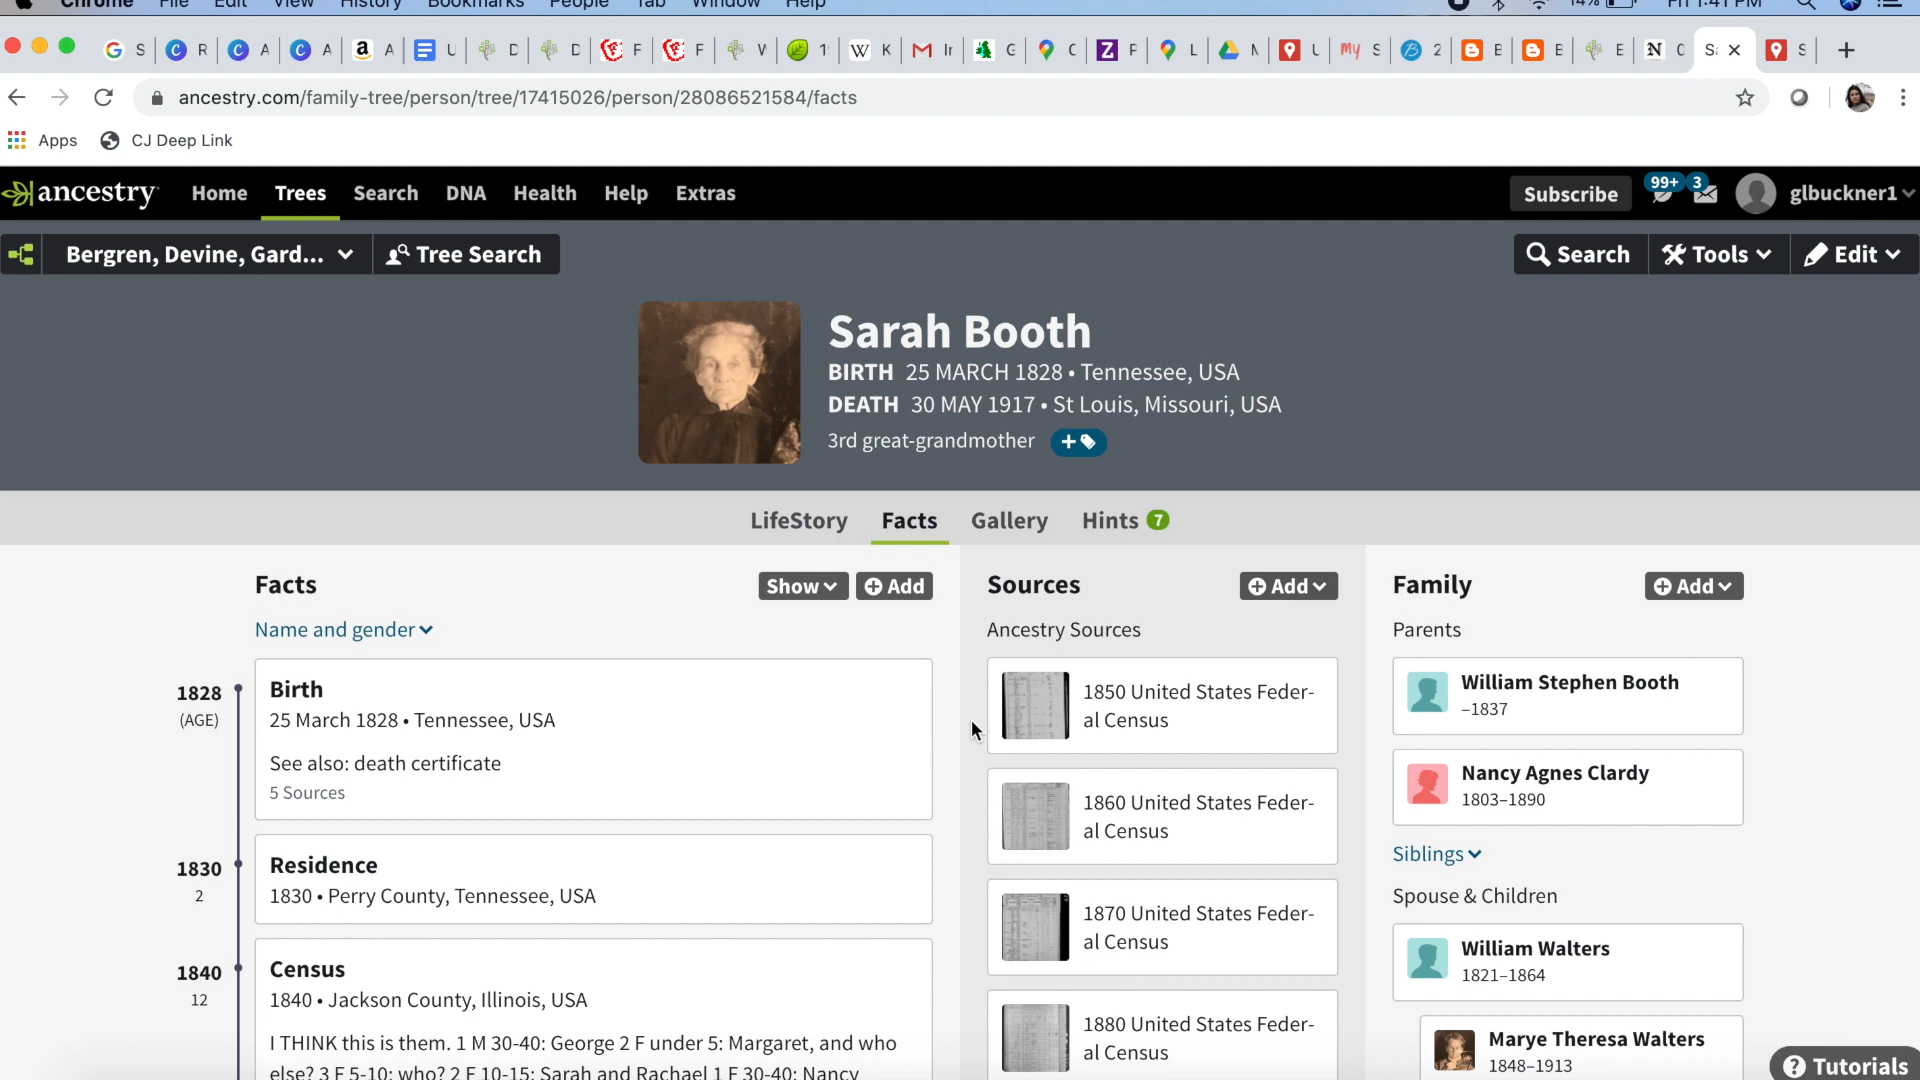 Chrome File Edit View History Bookmarks People Tab Window Help 14% Fri 1:41 PM
ancestry.com/family-tree/person/tree/17415026/person/28086521584/facts
Apps CJ Deep Link
ancestry Home Trees Search DNA Health Help Extras Subscribe 99+ 3 glbuckner1
Bergren, Devine, Gard... Tree Search Search Tools Edit
Sarah Booth
BIRTH 25 MARCH 1828 • Tennessee, USA
DEATH 30 MAY 1917 • St Louis, Missouri, USA
3rd great-grandmother
LifeStory Facts Gallery Hints 7
Facts Show Add
Name and gender
1828
(AGE)
Birth
25 March 1828 • Tennessee, USA
See also: death certificate
5 Sources
1830
2
Residence
1830 • Perry County, Tennessee, USA
1840
12
Census
1840 • Jackson County, Illinois, USA
I THINK this is them. 1 M 30-40: George 2 F under 5: Margaret, and who
else? 3 F 5-10: who? 2 F 10-15: Sarah and Rachael 1 F 30-40: Nancy
Sources Add
Ancestry Sources
1850 United States Feder-
al Census
1860 United States Feder-
al Census
1870 United States Feder-
al Census
1880 United States Feder-
al Census
Family Add
Parents
William Stephen Booth
–1837
Nancy Agnes Clardy
1803–1890
Siblings
Spouse & Children
William Walters
1821–1864
Marye Theresa Walters
1848–1913
Tutorials